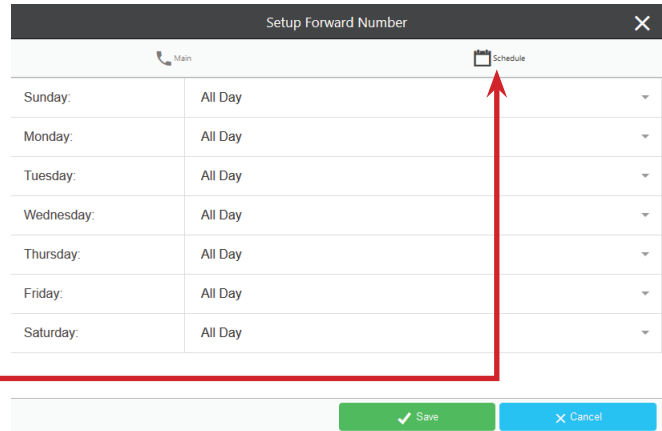 Setup Forward Number
Main Schedule
Sunday: All Day
Monday: All Day
Tuesday: All Day
Wednesday: All Day
Thursday: All Day
Friday: All Day
Saturday: All Day
Save Cancel